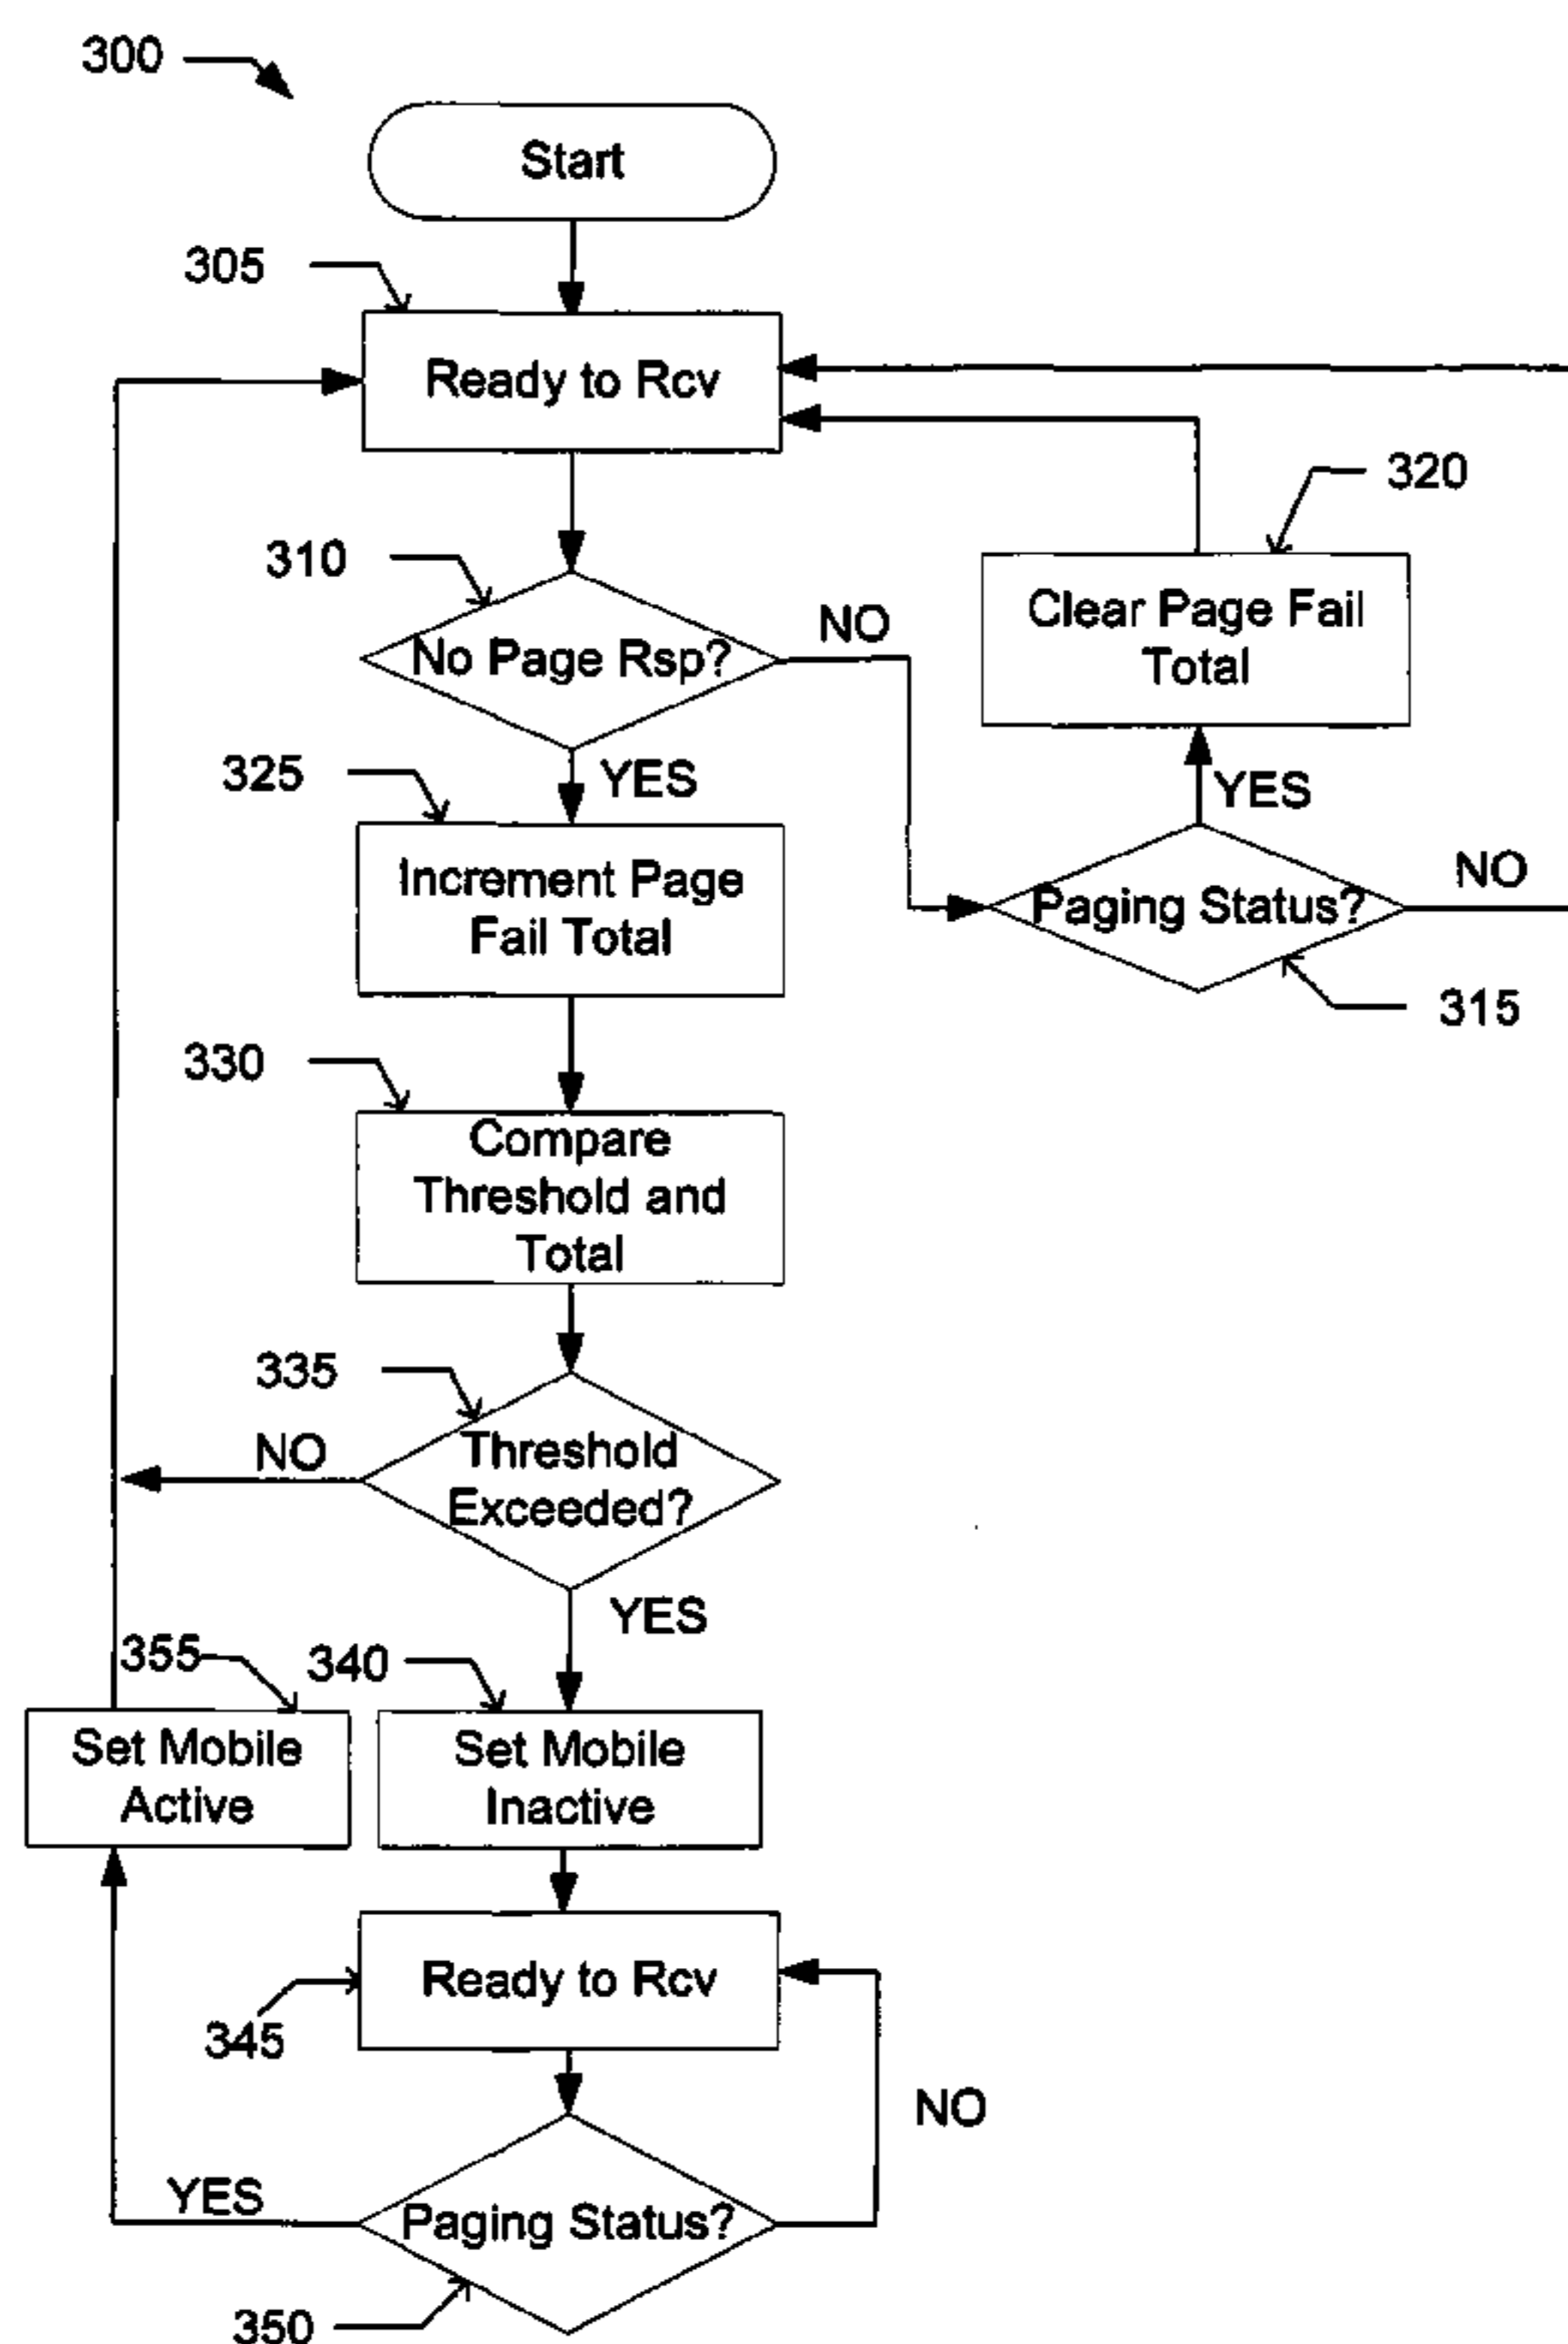 300
Start
305
Ready to Rcv
320
310
Clear Page Fail
Total
NO
No Page Rsp?
325
YES
YES
Increment Page
Fail Total
NO
Paging Status?
315
330
Compare
Threshold and
Total
335
NO
Threshold
Exceeded?
YES
355
340
Set Mobile
Active
Set Mobile
Inactive
Ready to Rcv
345
NO
YES
Paging Status?
350